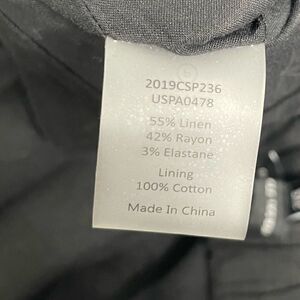 2019CSP236
USPA0478
55% Linen
42% Rayon
3% Elastane
Lining
100% Cotton
Made In China